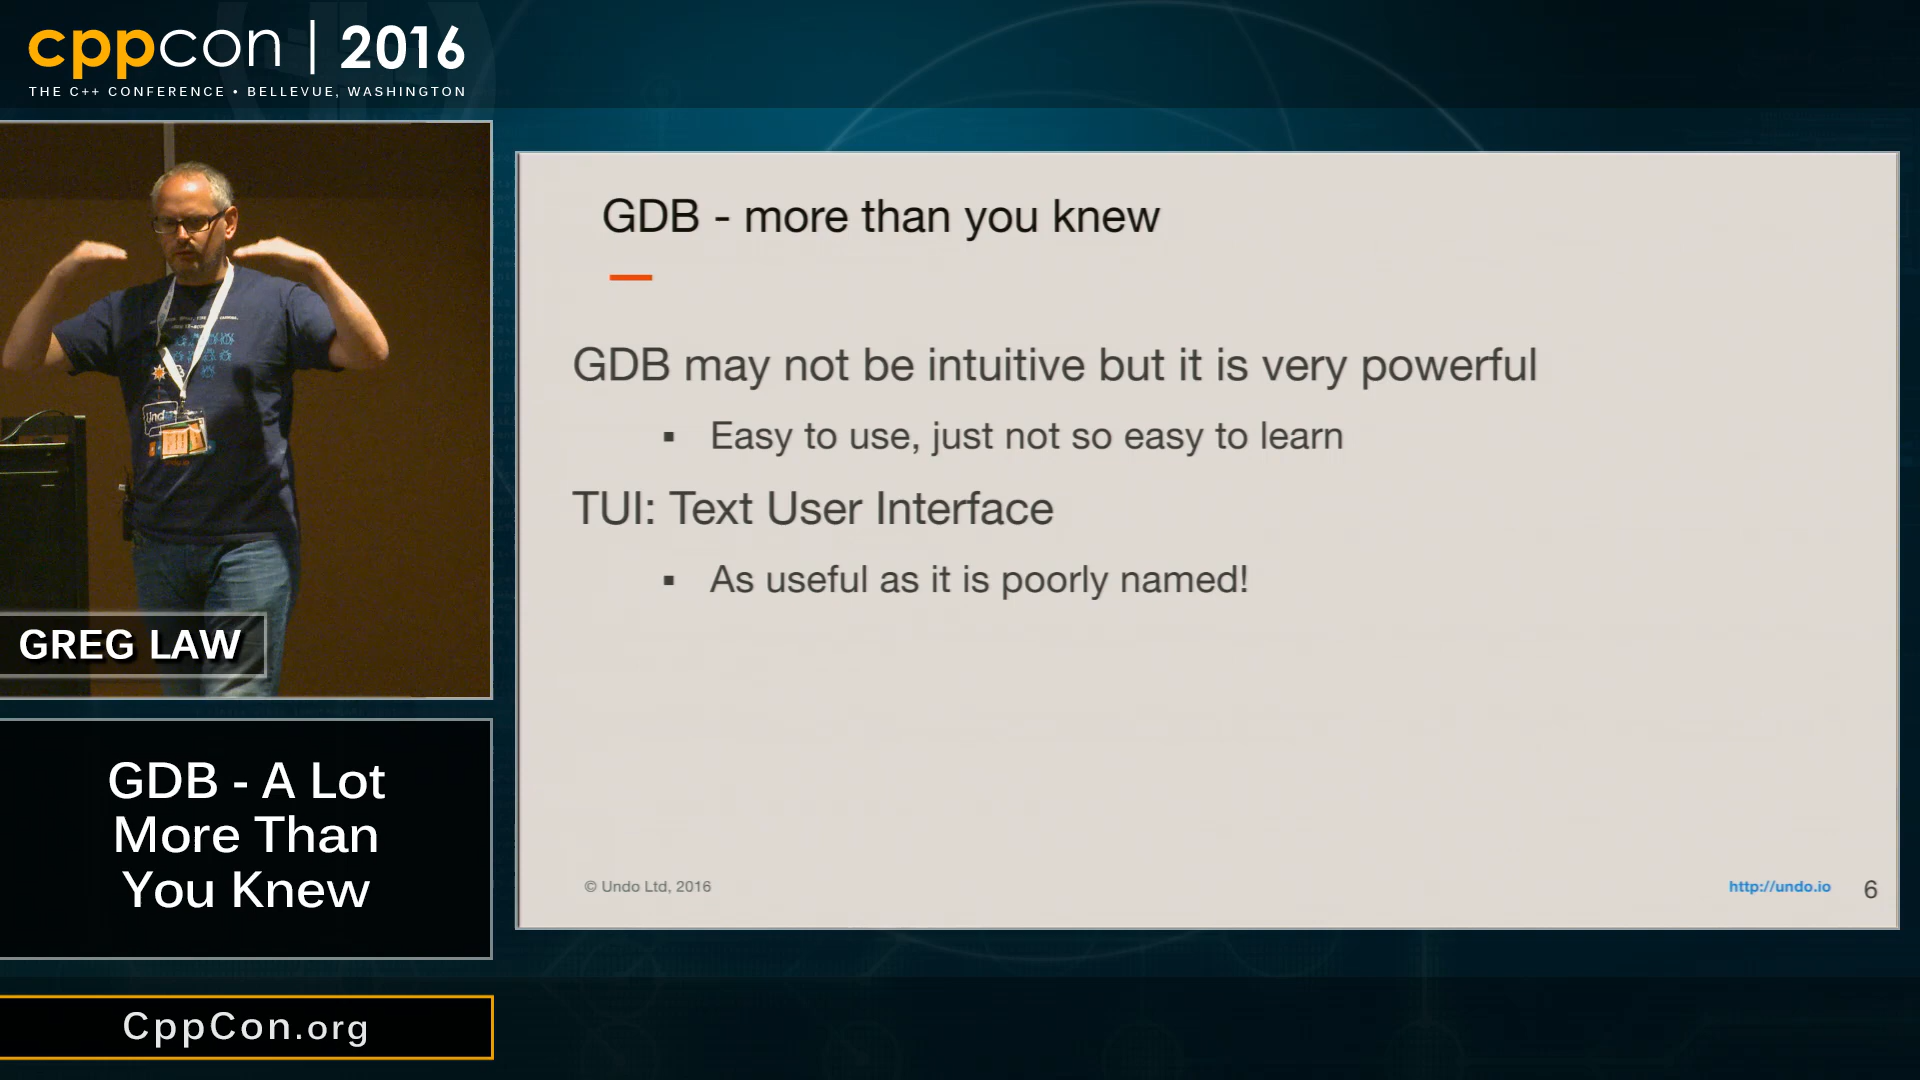 cppcon | 2016
THE C++ CONFERENCE • BELLEVUE, WASHINGTON
GREG LAW
GDB - A Lot
More Than
You Knew
CppCon.org
GDB - more than you knew
GDB may not be intuitive but it is very powerful
▪ Easy to use, just not so easy to learn
TUI: Text User Interface
▪ As useful as it is poorly named!
© Undo Ltd, 2016
http://undo.io
6
Undo